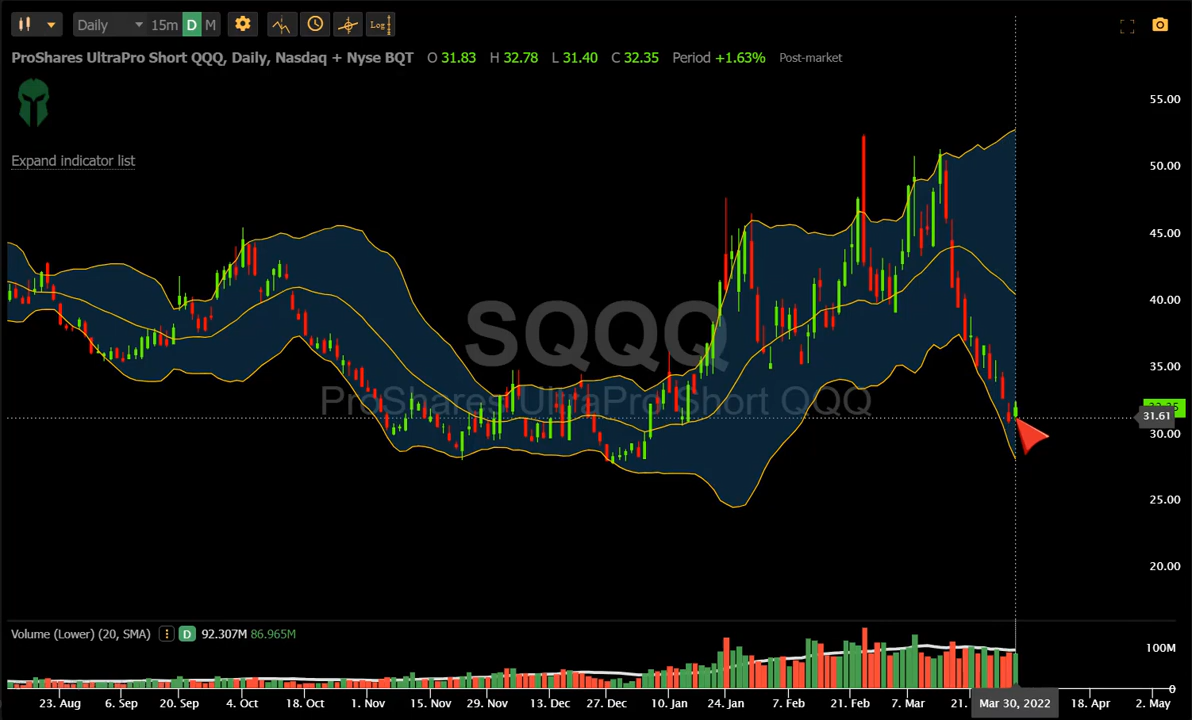 Daily 15m D M Log
ProShares UltraPro Short QQQ, Daily, Nasdaq + Nyse BQT O 31.83 H 32.78 L 31.40 C 32.35 Period +1.63% Post-market
Expand indicator list
55.00
50.00
45.00
40.00
SQQQ
35.00
ProShares UltraPro Short QQQ
31.61
30.00
25.00
20.00
Volume (Lower) (20, SMA) D 92.307M 86.965M
100M
0
23. Aug 6. Sep 20. Sep 4. Oct 18. Oct 1. Nov 15. Nov 29. Nov 13. Dec 27. Dec 10. Jan 24. Jan 7. Feb 21. Feb 7. Mar 21. Mar 30, 2022 18. Apr 2. May